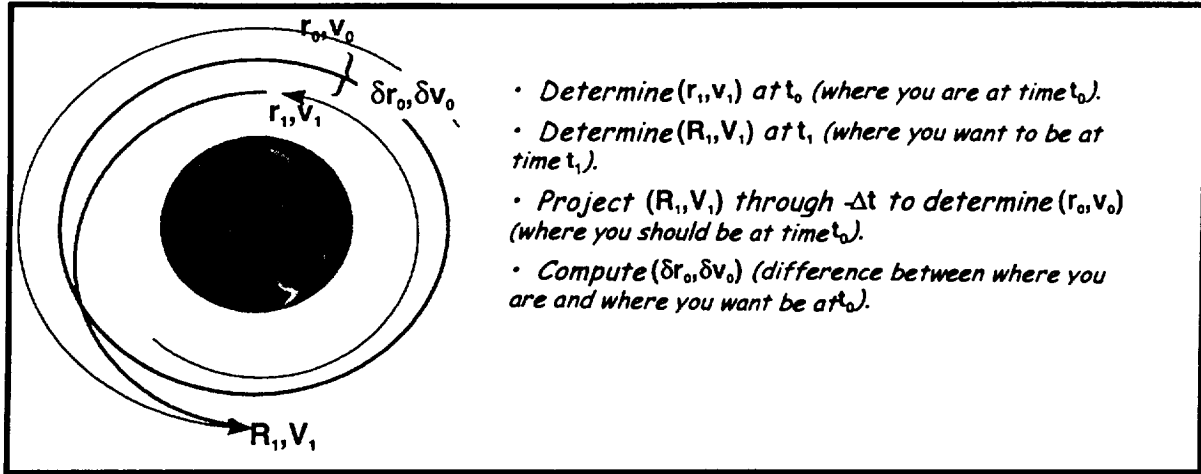 r₀,v₀
δr₀,δv₀
r₁,v₁
R₁,V₁
· Determine (r₁,v₁) at t₀ (where you are at time t₀).
· Determine (R₁,V₁) at t₁ (where you want to be at
time t₁).
· Project (R₁,V₁) through -Δt to determine (r₀,v₀)
(where you should be at time t₀).
· Compute (δr₀,δv₀) (difference between where you
are and where you want be at t₀).